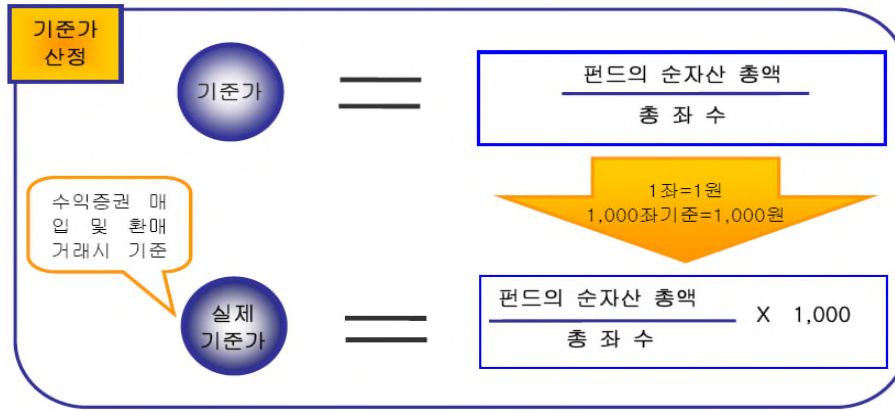 기준가
산정
기준가
펀드의 순자산 총액
총 좌 수
1좌=1원
1,000좌기준=1,000원
수익증권 매
입 및 환매
거래시 기준
실제
기준가
펀드의 순자산 총액
총 좌 수
X 1,000